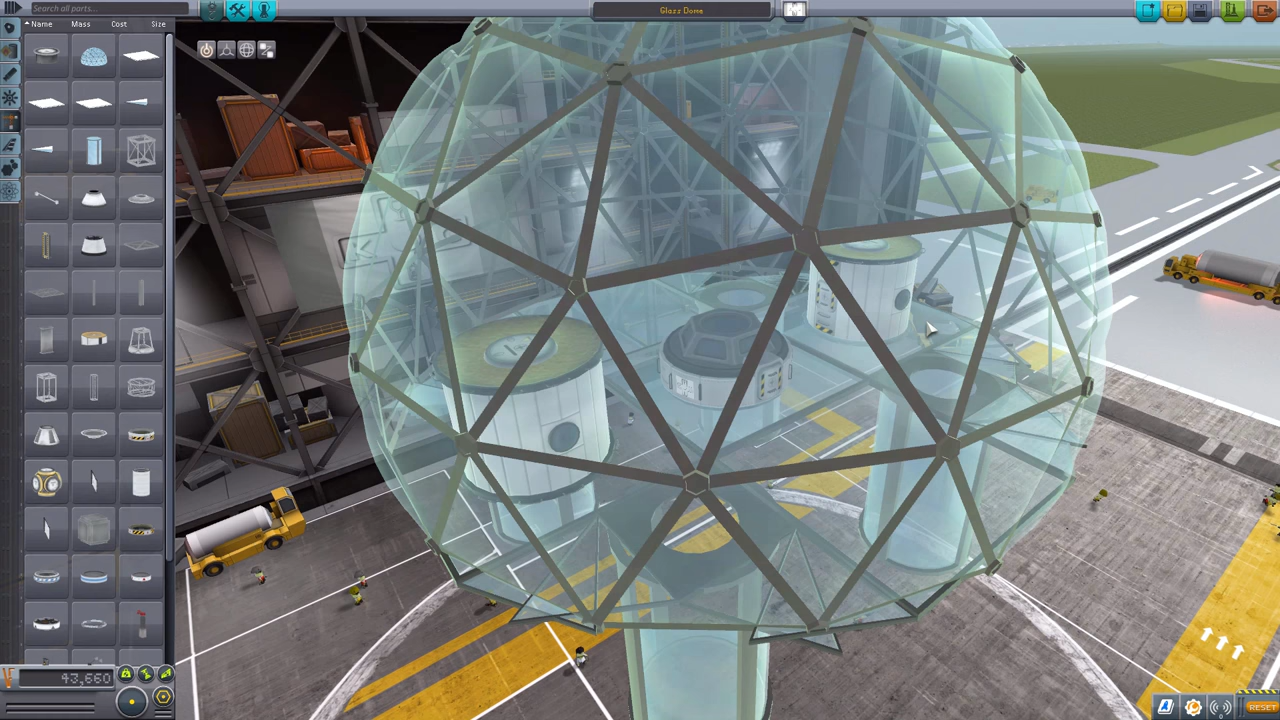 Search all parts...
Glass Dome
Name Mass Cost Size
43,660
RESET